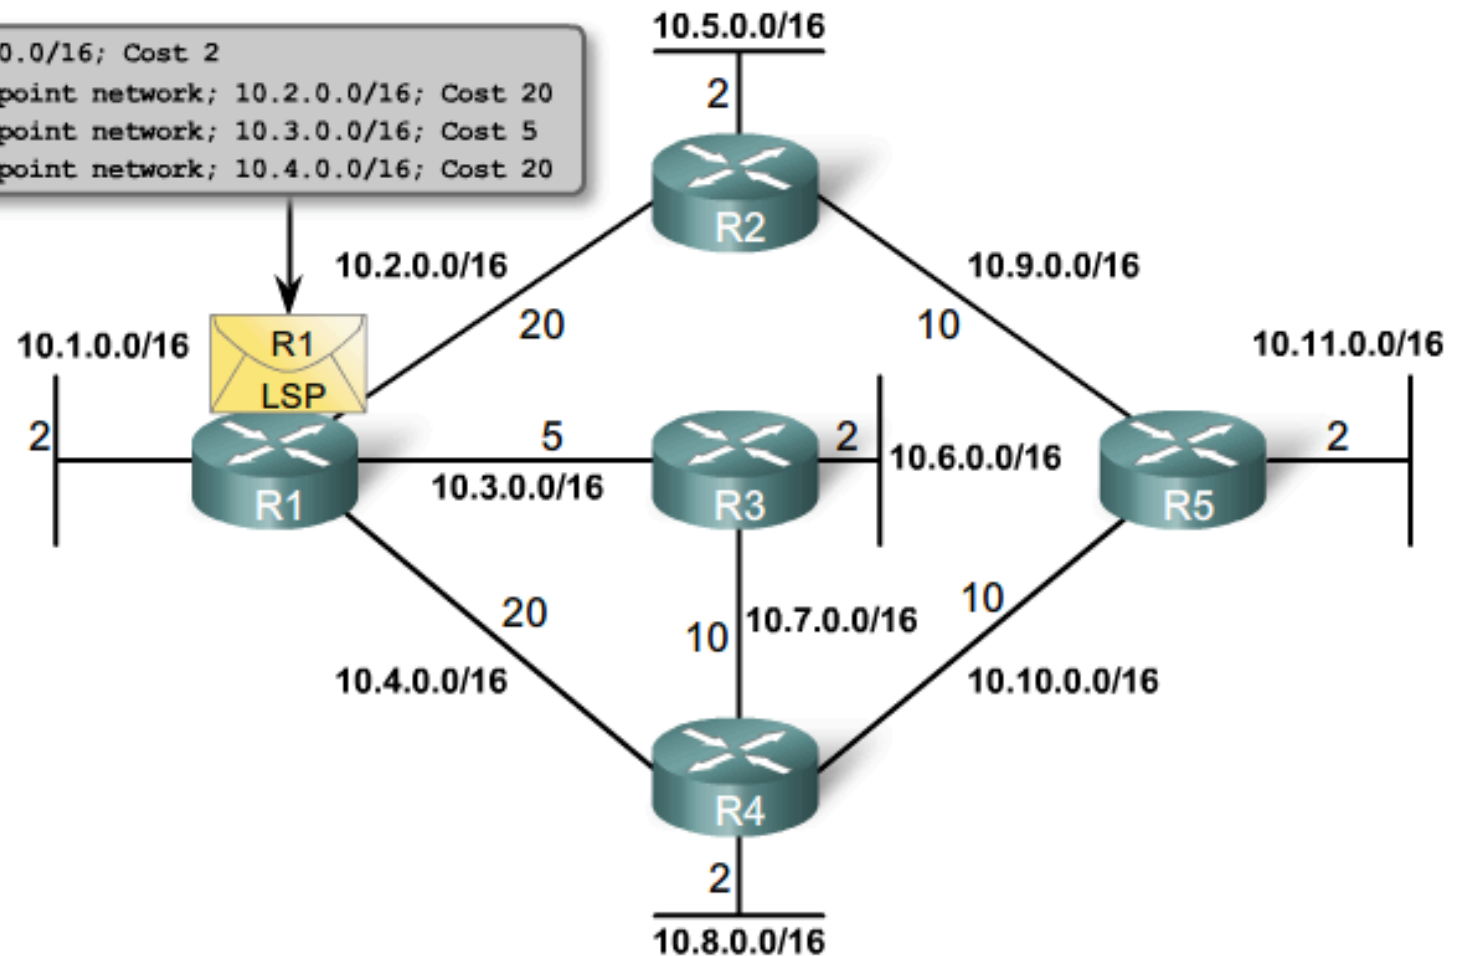 10.5.0.0/16
0.0/16; Cost 2
point network; 10.2.0.0/16; Cost 20
point network; 10.3.0.0/16; Cost 5
point network; 10.4.0.0/16; Cost 20
2
R2
10.2.0.0/16
10.9.0.0/16
20
10
10.1.0.0/16
R1
LSP
10.11.0.0/16
2
5
2
10.6.0.0/16
2
10.3.0.0/16
R1
R3
R5
20
10
10.7.0.0/16
10
10.4.0.0/16
10.10.0.0/16
R4
2
10.8.0.0/16